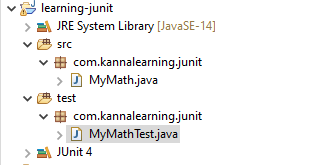 learning-junit
JRE System Library [JavaSE-14]
src
com.kannalearning.junit
MyMath.java
test
com.kannalearning.junit
MyMathTest.java
JUnit 4